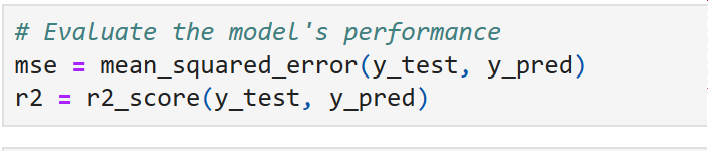 # Evaluate the model's performance
mse = mean_squared_error(y_test, y_pred)
r2 = r2_score(y_test, y_pred)